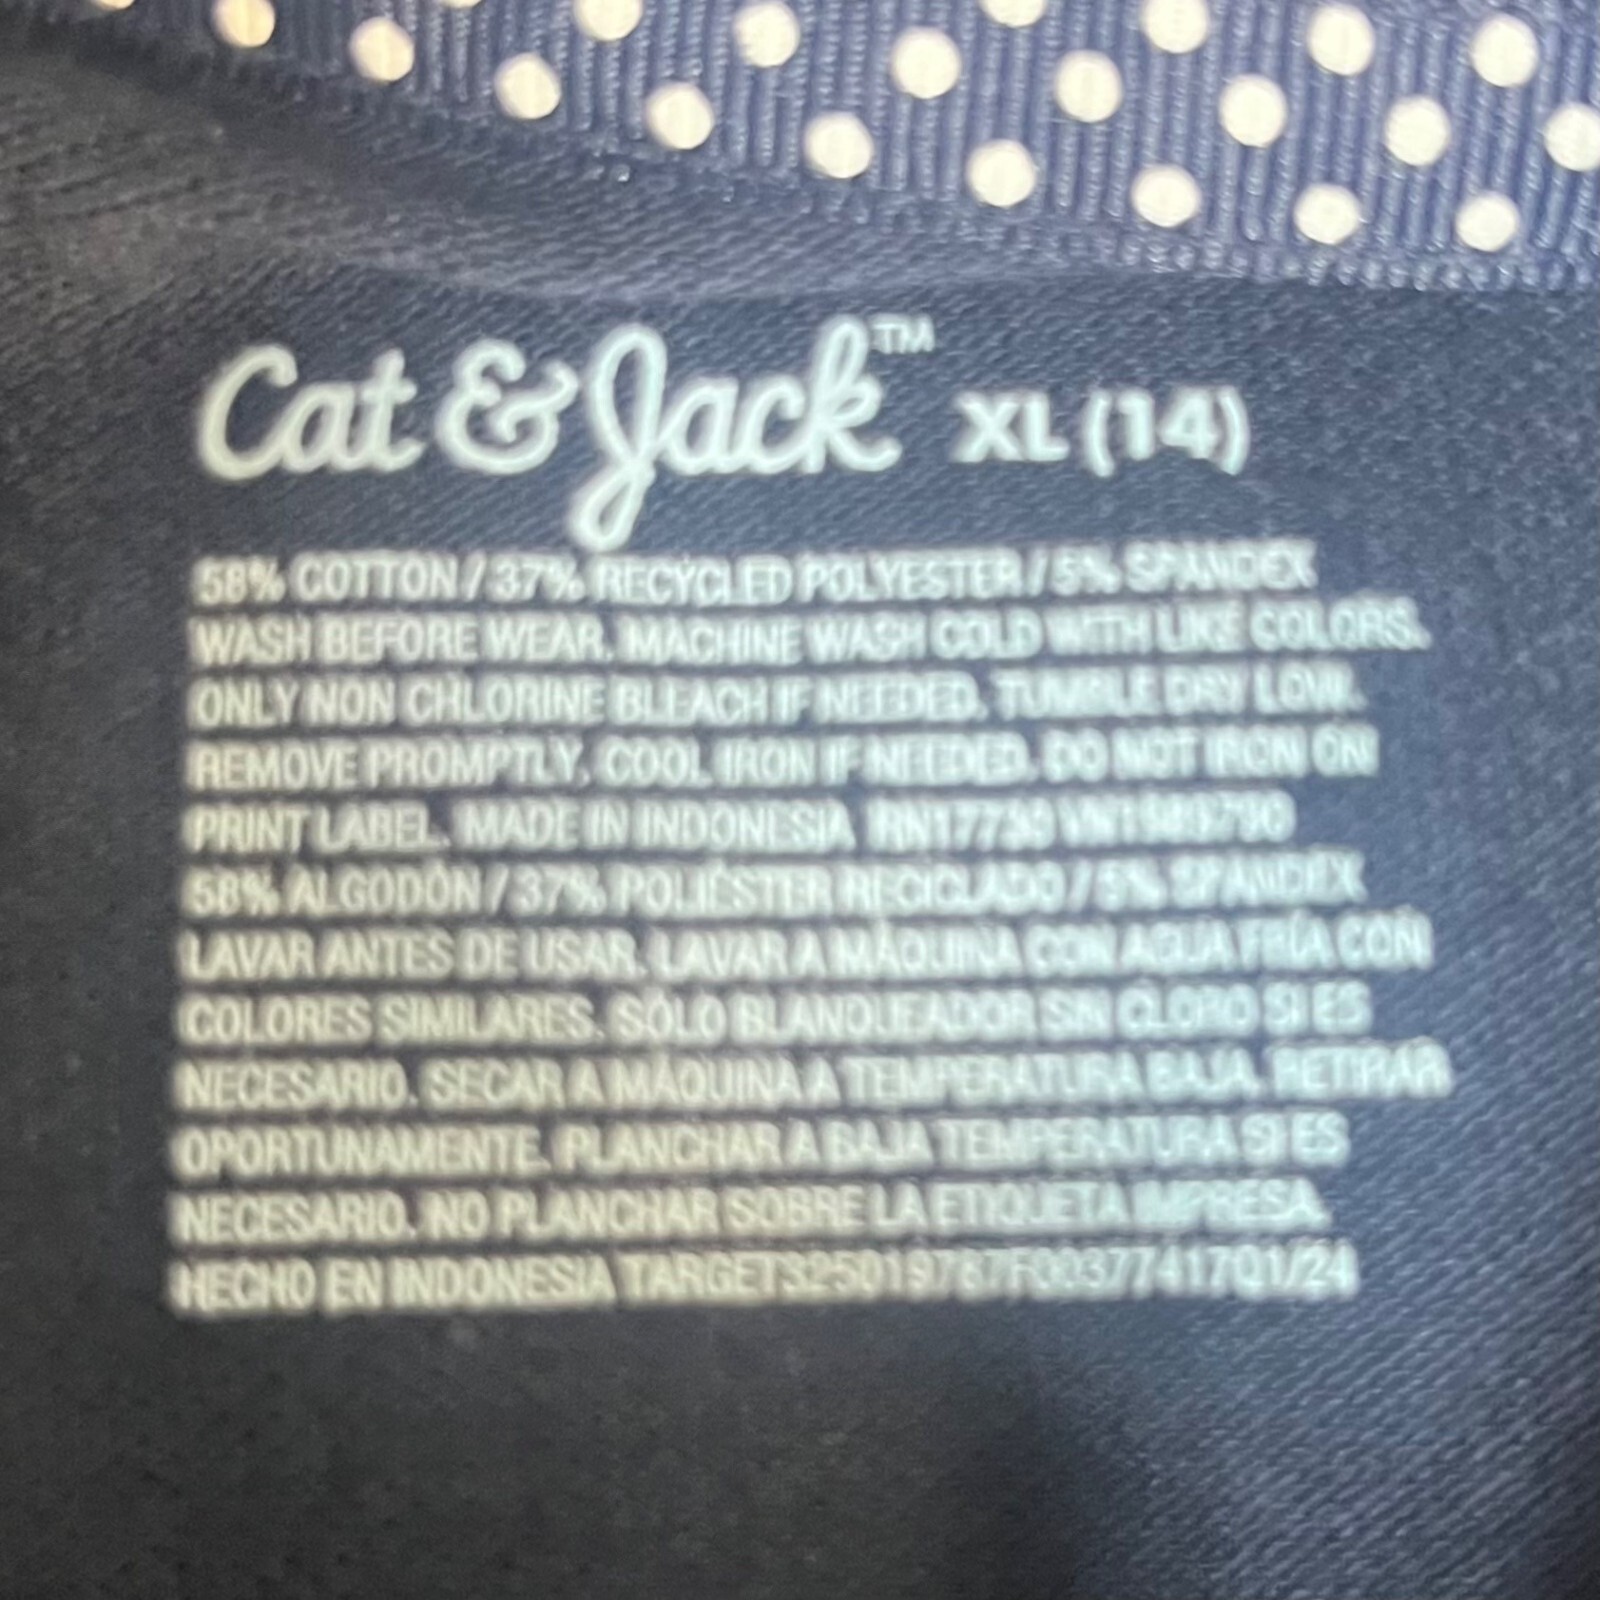 Cat & Jack™ XL (14)
58% COTTON / 37% RECYCLED POLYESTER / 5% SPANDEX
WASH BEFORE WEAR. MACHINE WASH COLD WITH LIKE COLORS.
ONLY NON CHLORINE BLEACH IF NEEDED. TUMBLE DRY LOW.
REMOVE PROMPTLY. COOL IRON IF NEEDED. DO NOT IRON ON
PRINT LABEL. MADE IN INDONESIA
58% ALGODÓN / 37% POLIÉSTER RECICLADO / 5% SPANDEX
LAVAR ANTES DE USAR. LAVAR A MÁQUINA CON AGUA FRÍA CON
COLORES SIMILARES. SÓLO BLANQUEADOR SIN CLORO SI ES
NECESARIO. SECAR A MÁQUINA A TEMPERATURA BAJA. RETIRAR
OPORTUNAMENTE. PLANCHAR A BAJA TEMPERATURA SI ES
NECESARIO. NO PLANCHAR SOBRE LA ETIQUETA IMPRESA.
HECHO EN INDONESIA